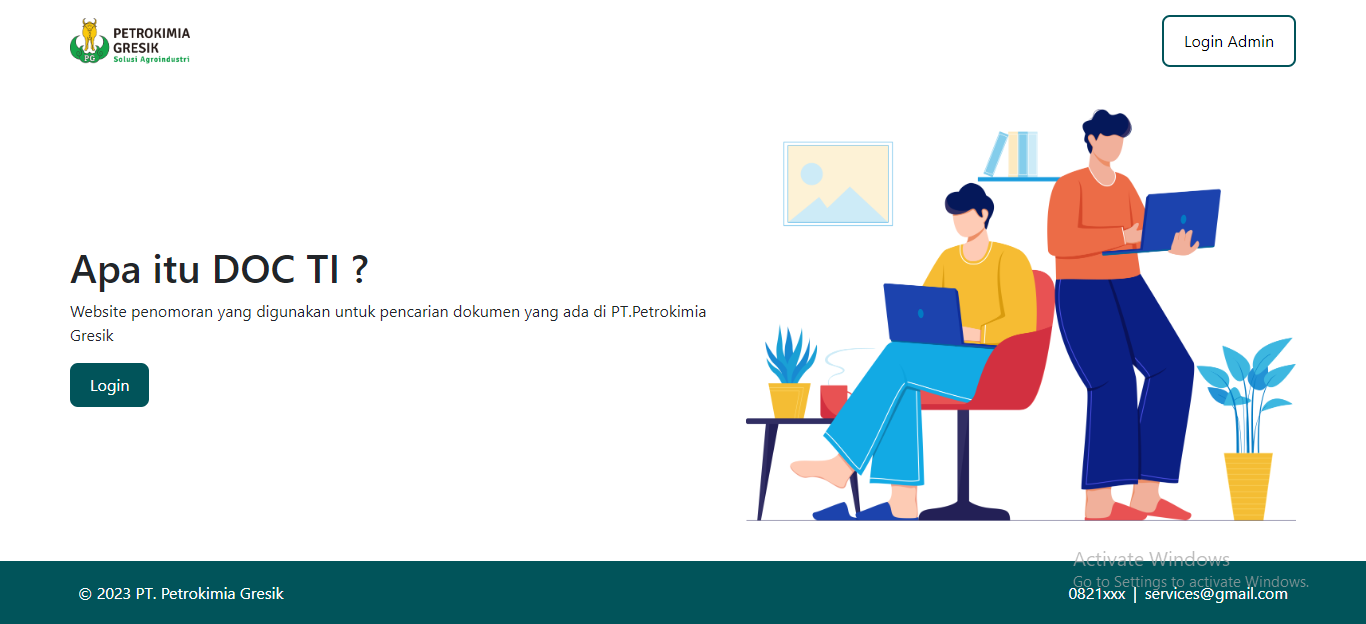 PETROKIMIA
GRESIK
Solusi Agroindustri
PG
Login Admin
Apa itu DOC TI ?
Website penomoran yang digunakan untuk pencarian dokumen yang ada di PT.Petrokimia
Gresik
Login
Activate Windows
Go to Settings to activate Windows.
© 2023 PT. Petrokimia Gresik
0821xxx | services@gmail.com